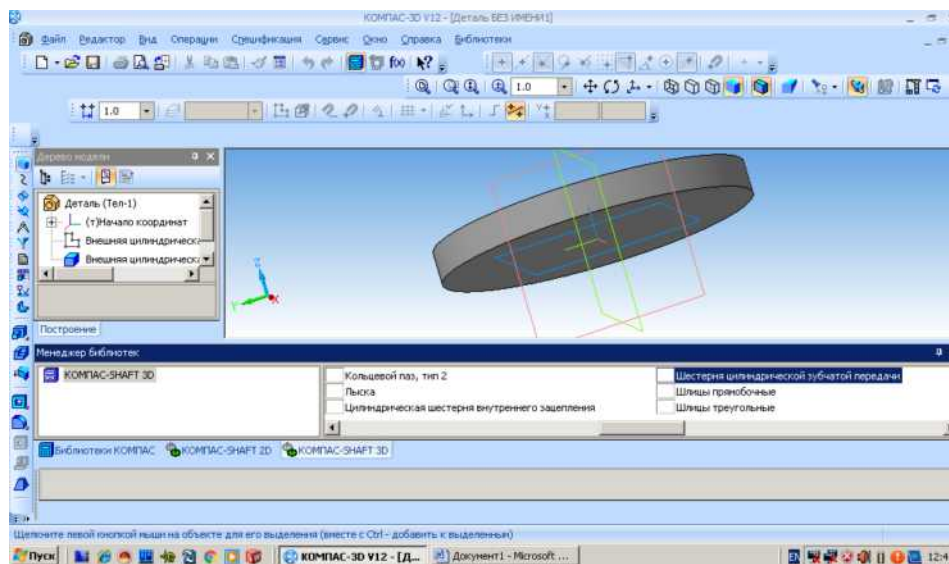 КОМПАС-3D V12 - [Деталь БЕЗ ИМЕНИ1]
Файл Редактор Вид Операции Спецификация Сервис Окно Справка Библиотеки
1.0
1.0
Дерево модели
Деталь (Тел-1)
(т)Начало координат
Внешняя цилиндрическа
Внешняя цилиндрическа
Построение
Z
Y
X
Менеджер библиотек
КОМПАС-SHAFT 3D
Кольцевой паз, тип 2
Лыска
Цилиндрическая шестерня внутреннего зацепления
Шестерня цилиндрической зубчатой передачи
Шлицы прямобочные
Шлицы треугольные
Библиотеки КОМПАС КОМПАС-SHAFT 2D КОМПАС-SHAFT 3D
Щелкните левой кнопкой мыши на объекте для его выделения (вместе с Ctrl - добавить к выделенным)
Пуск КОМПАС-3D V12 - [Д... Документ1 - Microsoft ... 12:4